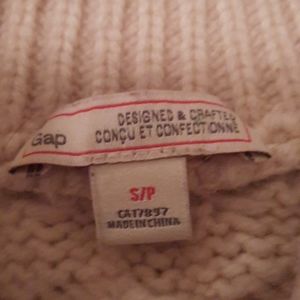 Gap
DESIGNED & CRAFTED
CONÇU ET CONFECTIONNÉ
S/P
CA17897
MADE IN CHINA